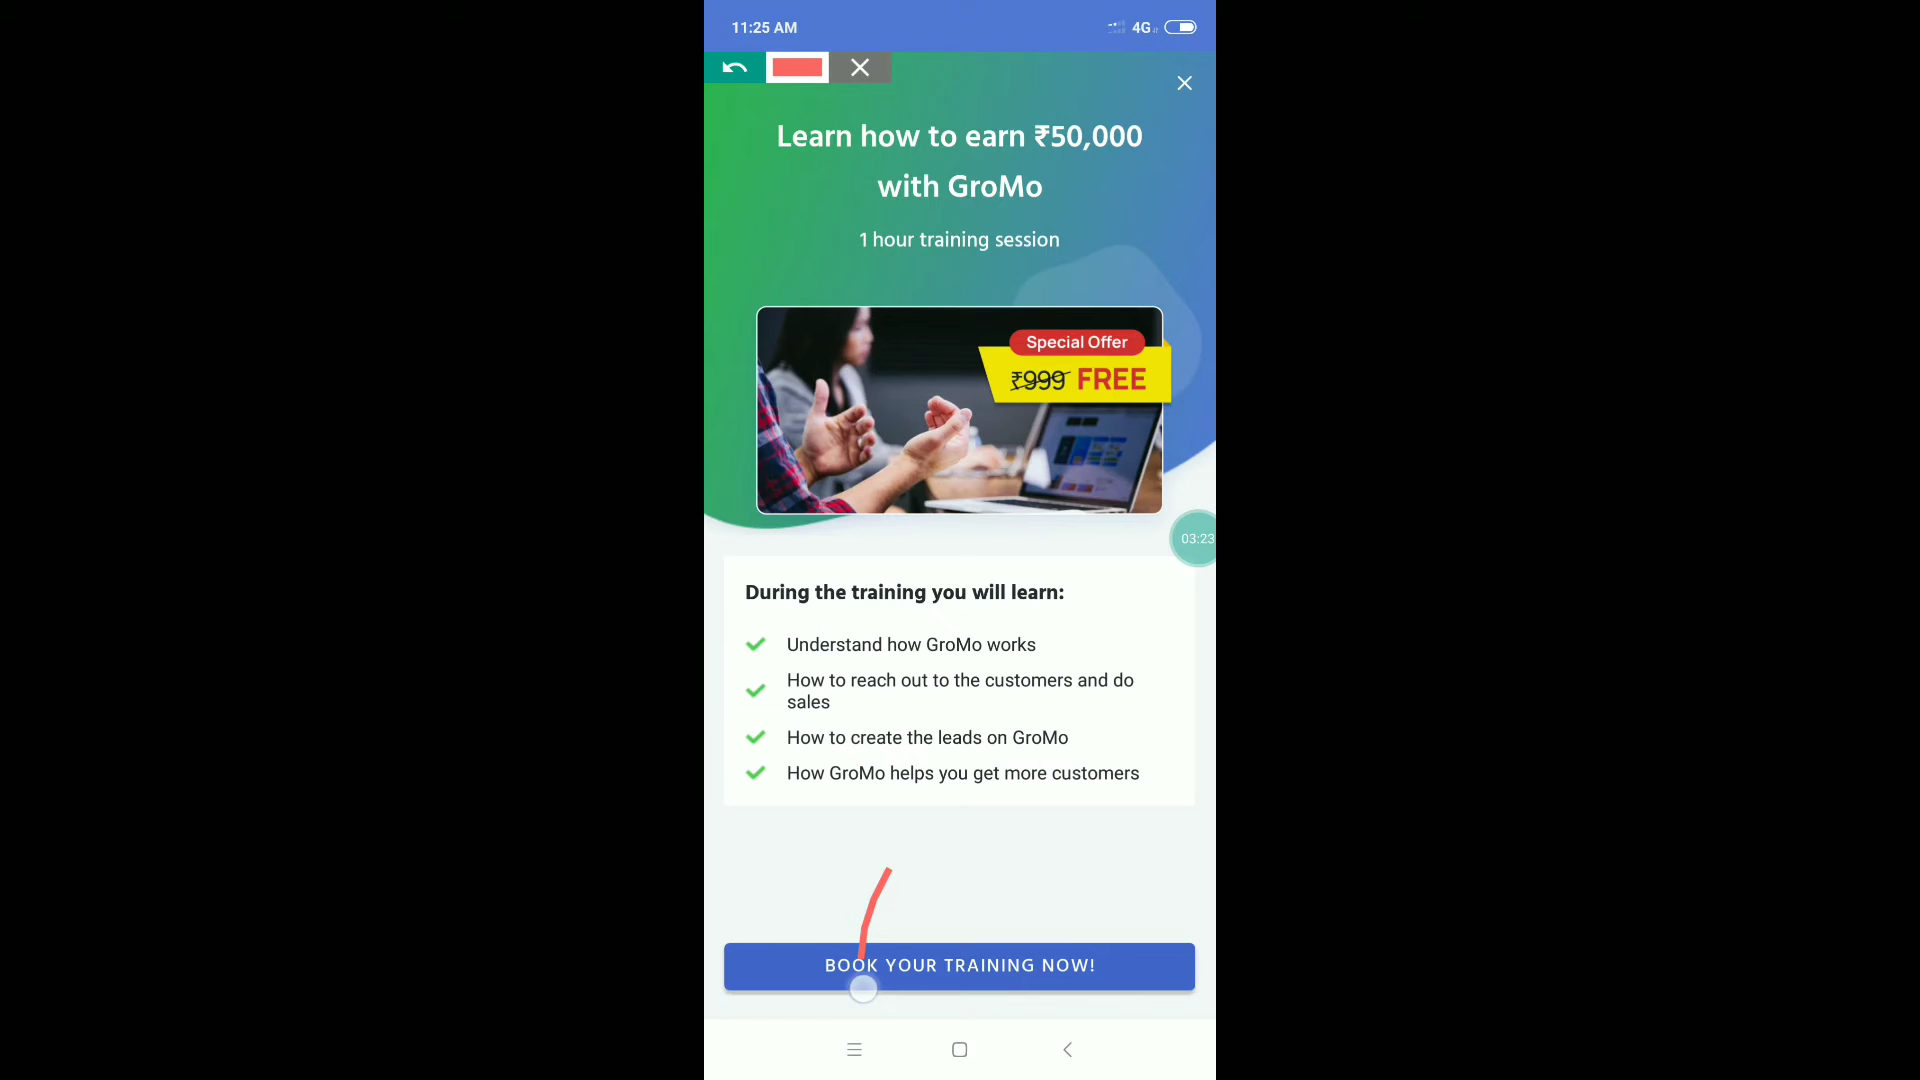 11:25 AM
4G
Learn how to earn ₹50,000
with GroMo
1 hour training session
Special Offer
₹999 FREE
03:23
During the training you will learn:
Understand how GroMo works
How to reach out to the customers and do
sales
How to create the leads on GroMo
How GroMo helps you get more customers
BOOK YOUR TRAINING NOW!